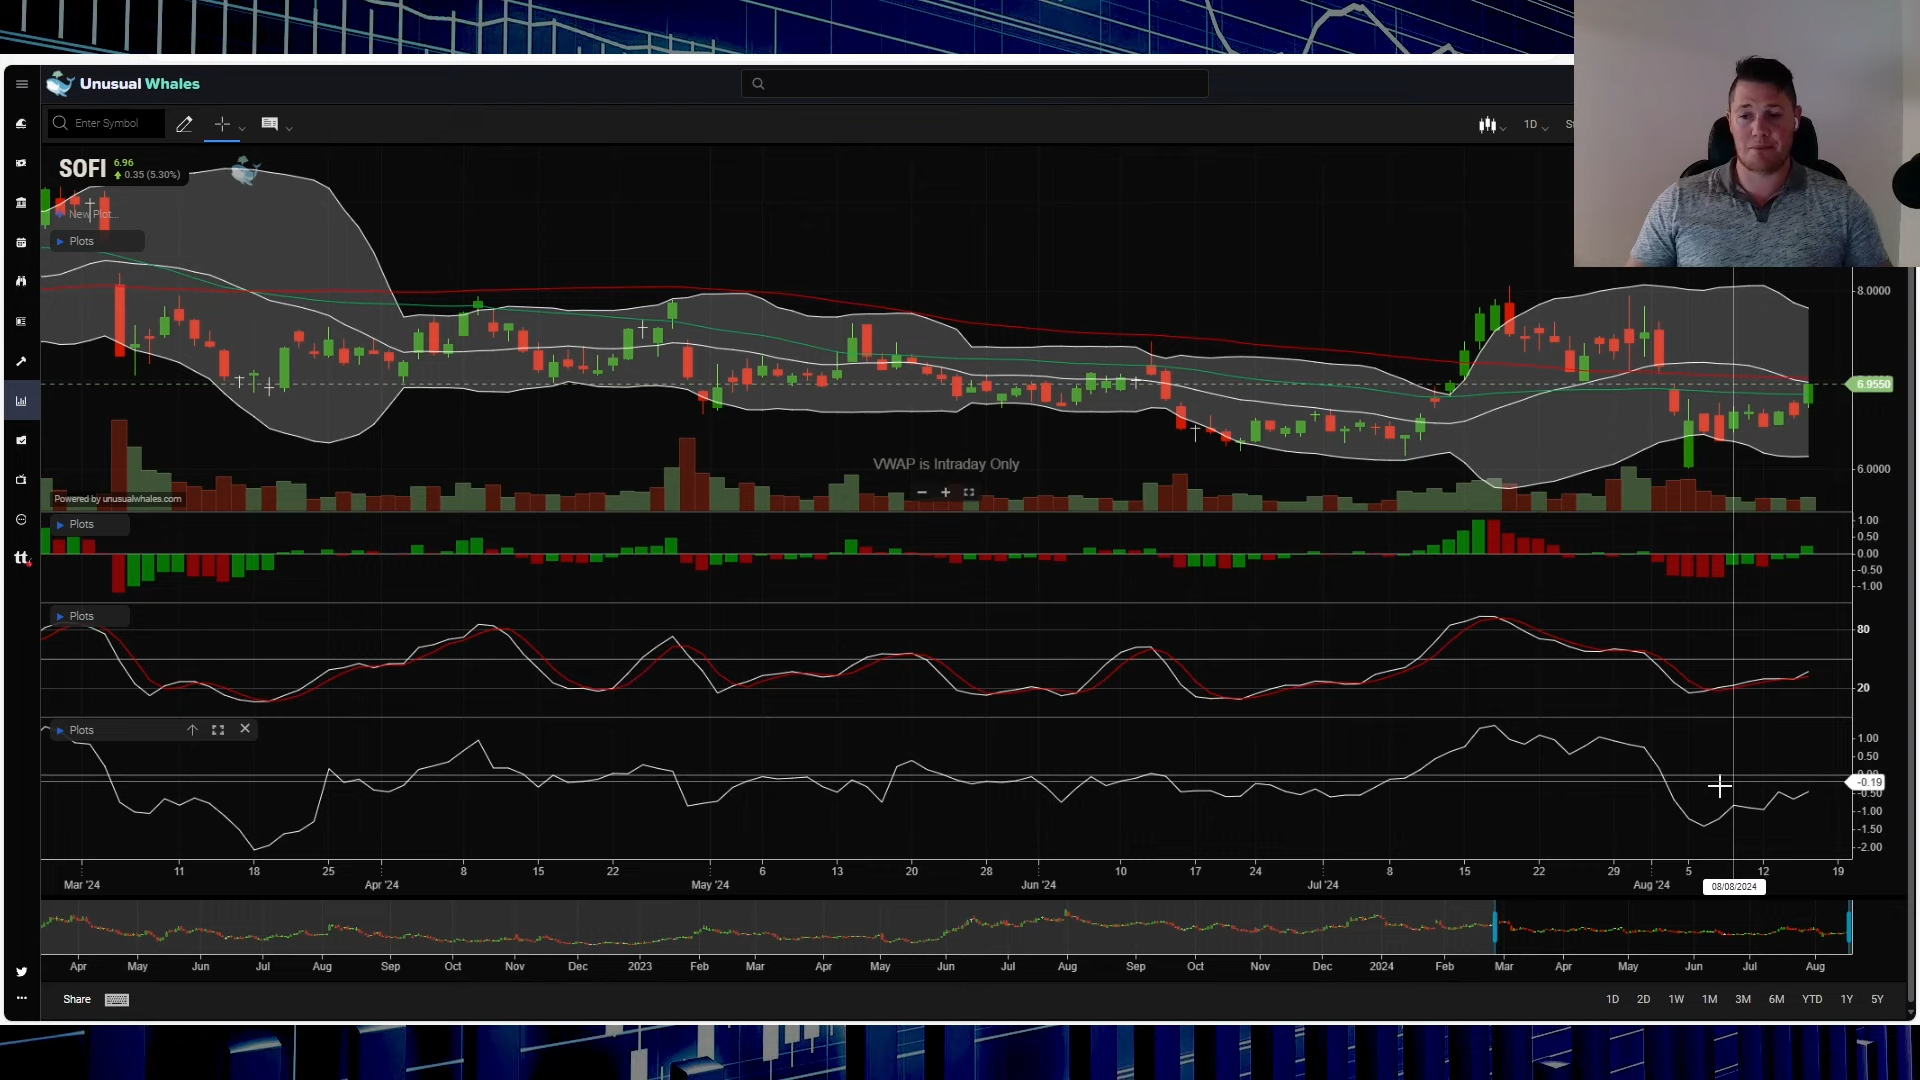 Unusual Whales
Enter Symbol
1D
St
SOFI 6.96
0.35 (5.30%)
New Plot...
Plots
8.0000
6.9550
6.0000
VWAP is Intraday Only
Powered by unusualwhales.com
Plots
1.00
0.50
0.00
-0.50
-1.00
Plots
80
20
Plots
1.00
0.50
-0.19
-0.50
-1.00
-1.50
-2.00
11 18 25 8 15 22 6 13 20 28 10 17 24 8 15 22 29 5 12 19
Mar '24 Apr '24 May '24 Jun '24 Jul '24 Aug '24
08/08/2024
Apr May Jun Jul Aug Sep Oct Nov Dec 2023 Feb Mar Apr May Jun Jul Aug Sep Oct Nov Dec 2024 Feb Mar Apr May Jun Jul Aug
tt
Share
1D 2D 1W 1M 3M 6M YTD 1Y 5Y